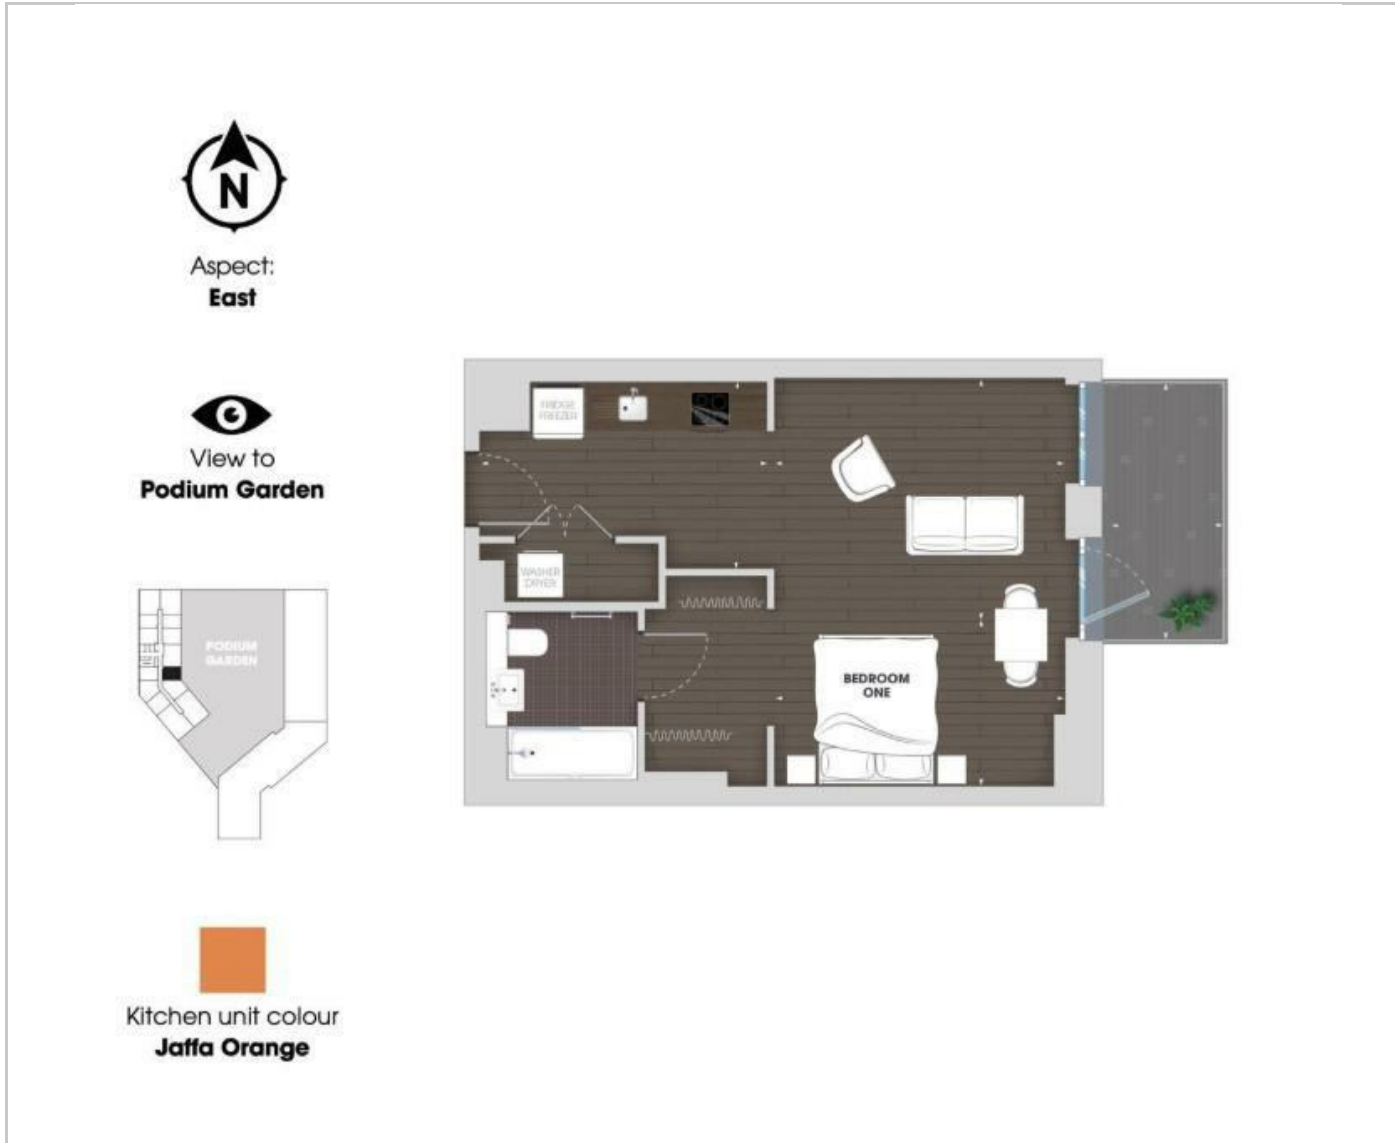 N
Aspect:
East
View to
Podium Garden
PODIUM
GARDEN
Kitchen unit colour
Jaffa Orange
FRIDGE
FREEZER
WASHER
DRYER
BEDROOM
ONE